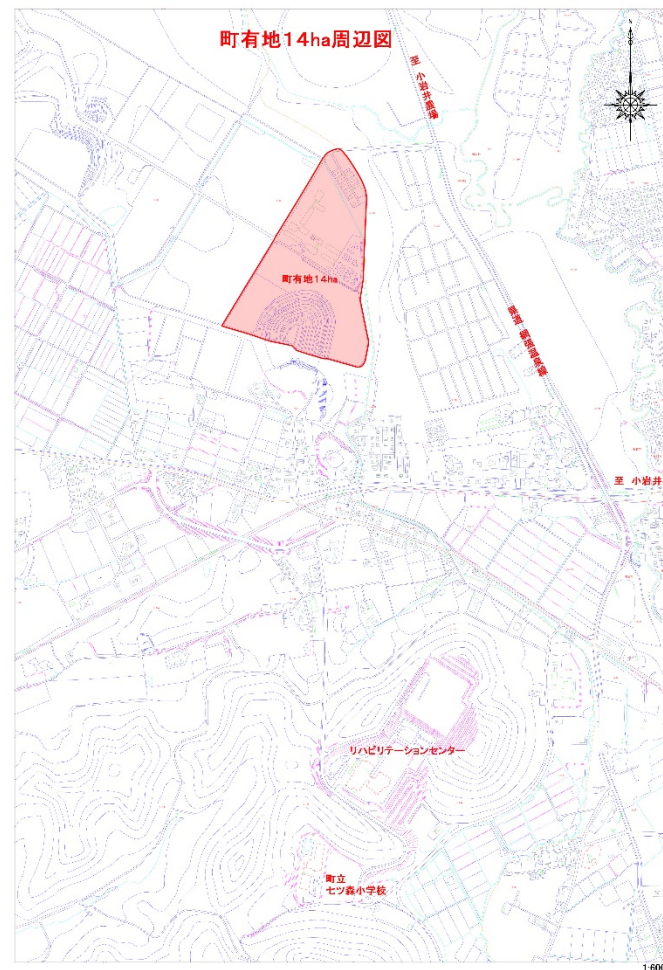 町有地14ha周辺図
N
至 小岩井農場
町有地14ha
県道 網張温泉線
至 小岩井
リハビリテーションセンター
町立
七ツ森小学校